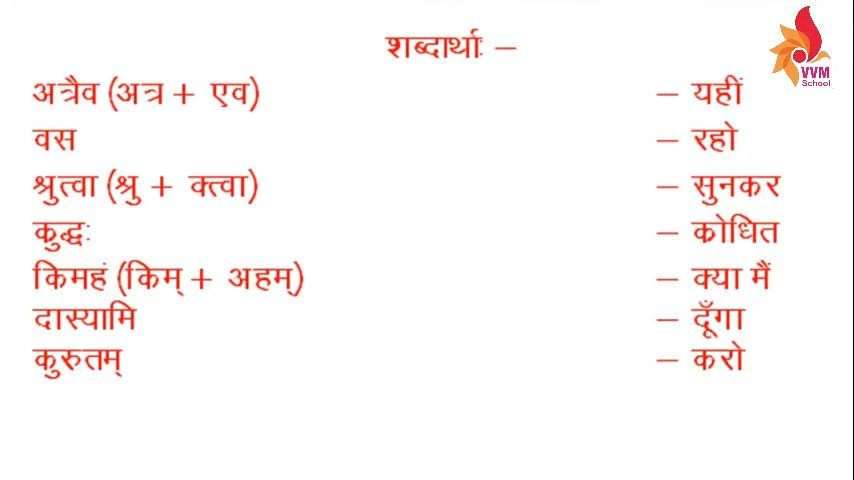 शब्दार्थाः –
VVM
School
अत्रैव (अत्र + एव) – यहीं
वस – रहो
श्रुत्वा (श्रु + क्त्वा) – सुनकर
कुद्धः – कोधित
किमहं (किम् + अहम्) – क्या मैं
दास्यामि – दूँगा
कुरुतम् – करो